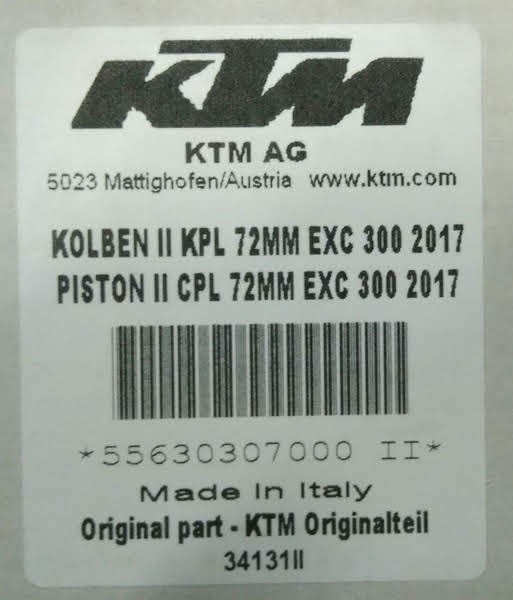 KTM
KTM AG
5023 Mattighofen/Austria www.ktm.com
KOLBEN II KPL 72MM EXC 300 2017
PISTON II CPL 72MM EXC 300 2017
*55630307000 II*
Made In Italy
Original part - KTM Originalteil
34131II